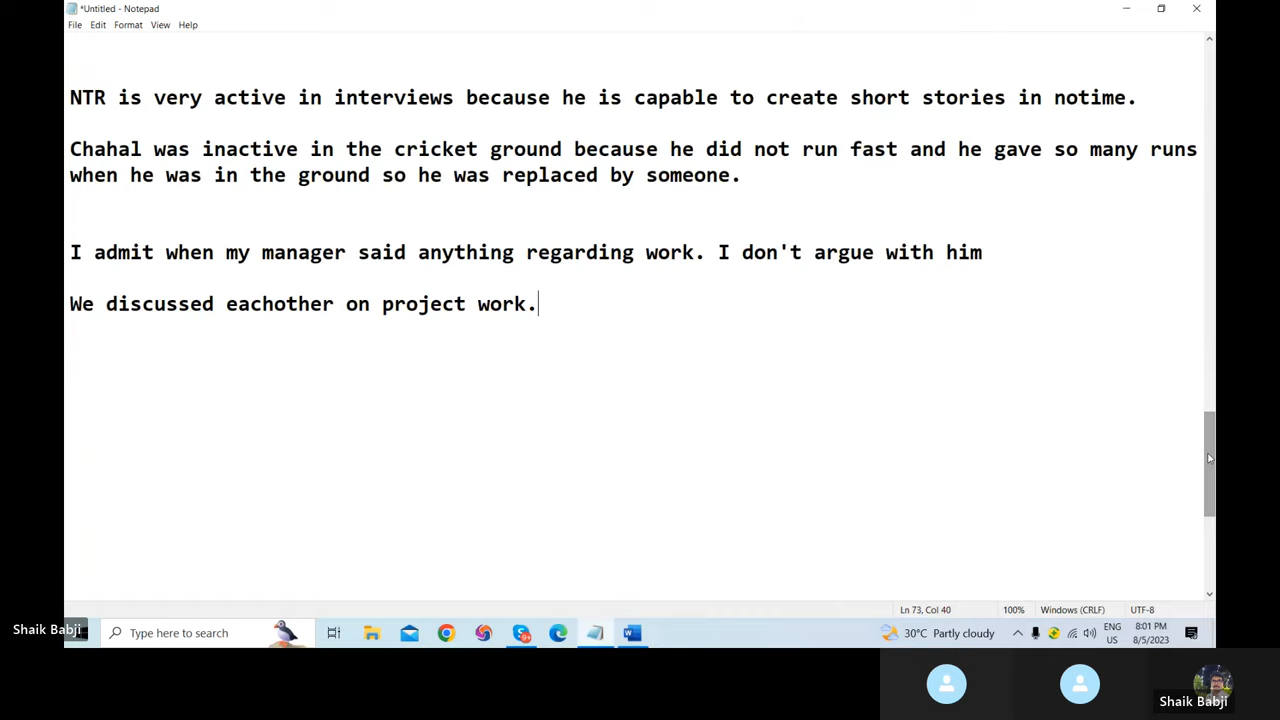 *Untitled - Notepad
File Edit Format View Help
NTR is very active in interviews because he is capable to create short stories in notime.
Chahal was inactive in the cricket ground because he did not run fast and he gave so many runs
when he was in the ground so he was replaced by someone.
I admit when my manager said anything regarding work. I don't argue with him
We discussed eachother on project work.
Ln 73, Col 40 100% Windows (CRLF) UTF-8
Shaik Babji
Type here to search
30°C Partly cloudy
ENG
US
8:01 PM
8/5/2023
Shaik Babji